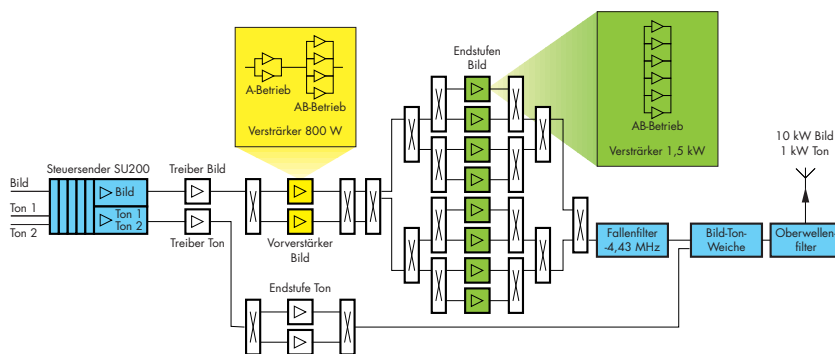 A-Betrieb
AB-Betrieb
Versträrker 800 W
Endstufen
Bild
AB-Betrieb
Versträrker 1,5 kW
10 kW Bild
1 kW Ton
Steuersender SU200
Treiber Bild
Bild
Bild
Ton 1
Ton 2
Ton 1
Ton 2
Treiber Ton
Vorverstärker
Bild
Fallenfilter
-4,43 MHz
Bild-Ton-
Weiche
Oberwellen-
filter
Endstufe Ton